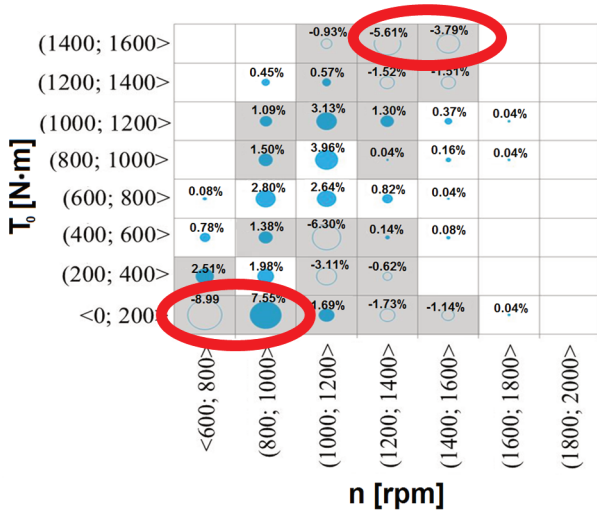 (1400; 1600> -0.93% -5.61% -3.79%
(1200; 1400> 0.45% 0.57% -1.52% -1.51%
(1000; 1200> 1.09% 3.13% 1.30% 0.37% 0.04%
(800; 1000> 1.50% 3.96% 0.04% 0.16% 0.04%
(600; 800> 0.08% 2.80% 2.64% 0.82% 0.04%
(400; 600> 0.78% 1.38% -6.30% 0.14% 0.08%
(200; 400> 2.51% 1.98% -3.11% -0.62%
<0; 200> -8.99 7.55% 1.69% -1.73% -1.14% 0.04%
T0 [N·m]
<600; 800>
(800; 1000>
(1000; 1200>
(1200; 1400>
(1400; 1600>
(1600; 1800>
(1800; 2000>
n [rpm]